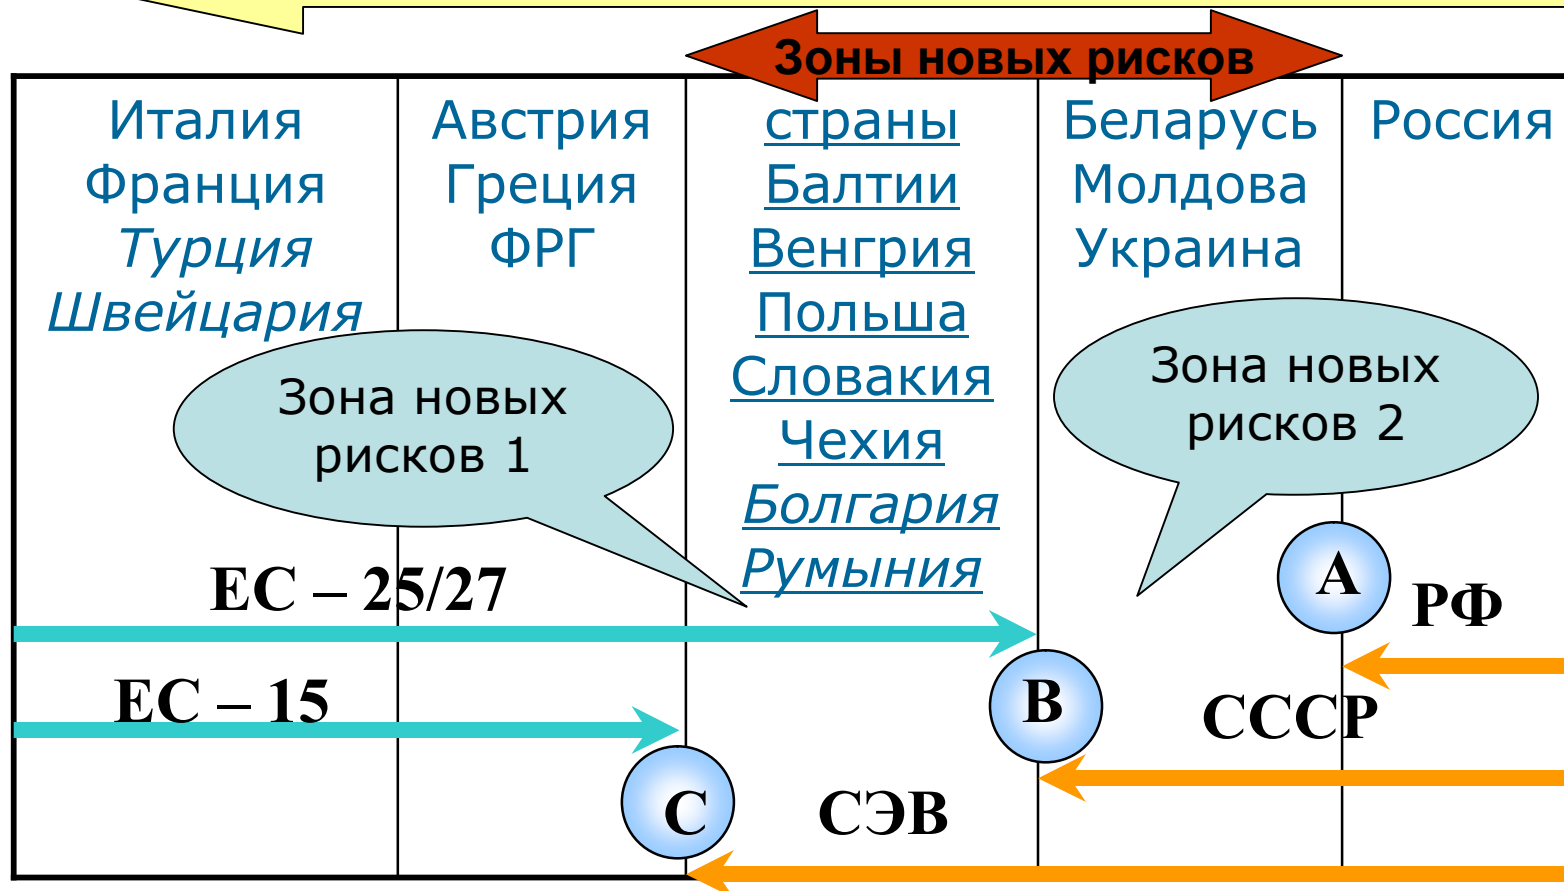 Зоны новых рисков
Италия
Франция
Турция
Швейцария
Австрия
Греция
ФРГ
страны
Балтии
Венгрия
Польша
Словакия
Чехия
Болгария
Румыния
Беларусь
Молдова
Украина
Россия
Зона новых
рисков 1
Зона новых
рисков 2
ЕС – 25/27
А
РФ
ЕС – 15
В
СССР
С
СЭВ